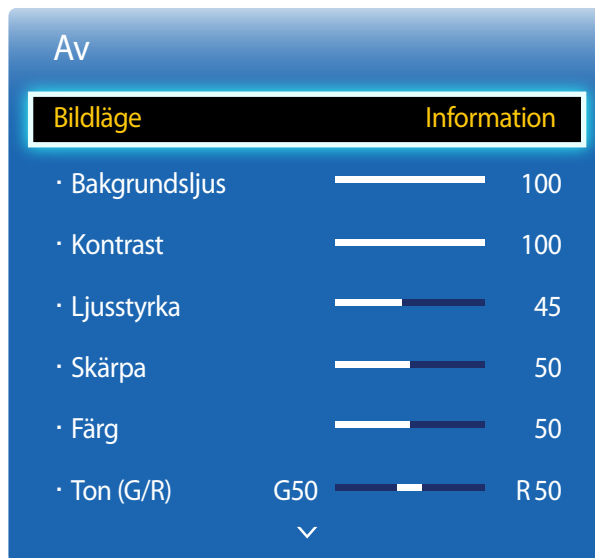 Av
Bildläge Information
· Bakgrundsljus 100
· Kontrast 100
· Ljusstyrka 45
· Skärpa 50
· Färg 50
· Ton (G/R) G50 R50